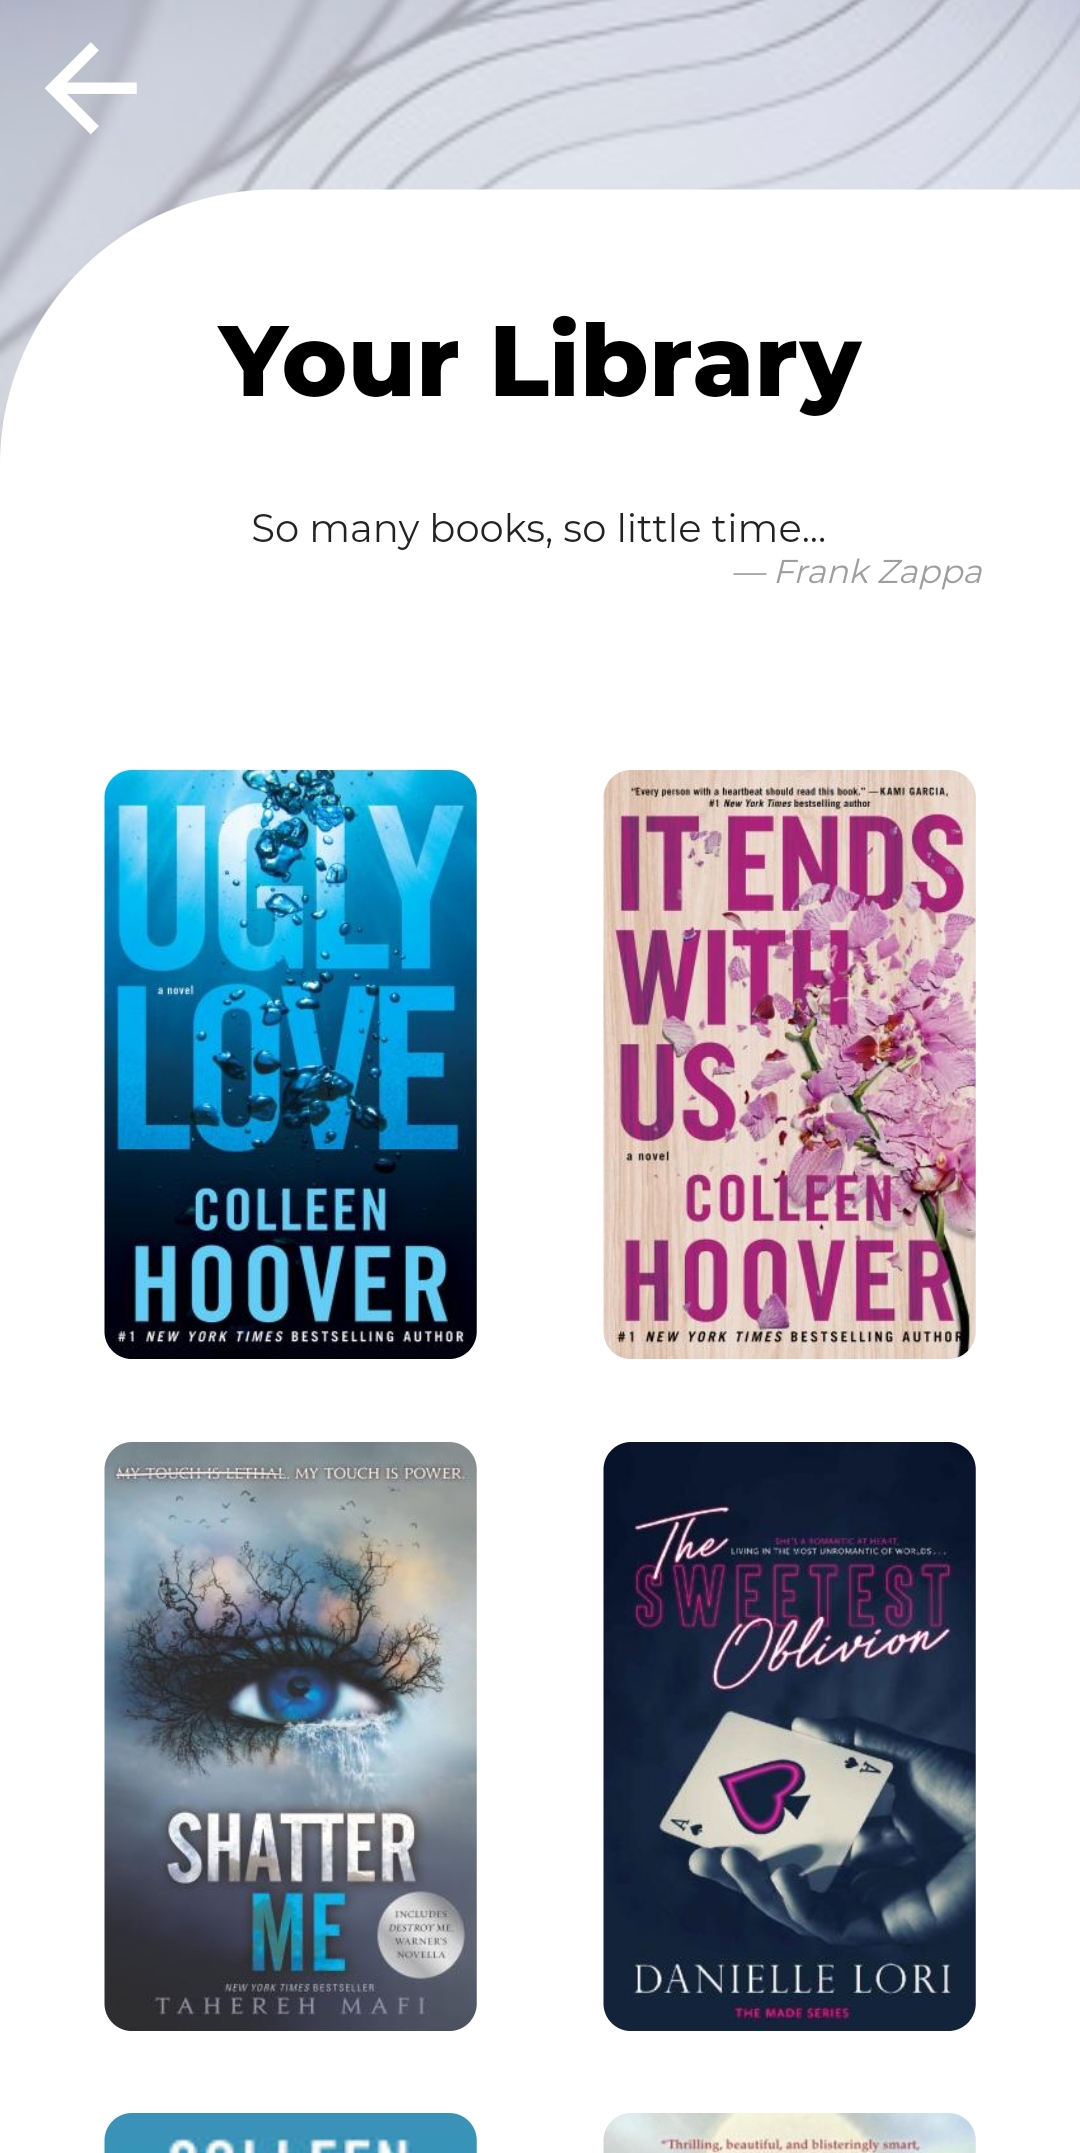 Your Library
So many books, so little time...
— Frank Zappa
UGLY
a novel
LOVE
COLLEEN
HOOVER
#1 NEW YORK TIMES BESTSELLING AUTHOR
"Every person with a heartbeat should read this book." —KAMI GARCIA,
#1 New York Times bestselling author
IT ENDS
WITH
US
a novel
COLLEEN
HOOVER
#1 NEW YORK TIMES BESTSELLING AUTHOR
MY TOUCH IS LETHAL. MY TOUCH IS POWER.
SHATTER
ME
INCLUDES
DESTROY ME,
WARNER'S
NOVELLA
NEW YORK TIMES BESTSELLER
TAHEREH MAFI
The
SHE'S A ROMANTIC AT HEART,
LIVING IN THE MOST UNROMANTIC OF WORLDS...
SWEETEST
Oblivion
A
A
DANIELLE LORI
THE MADE SERIES
COLLEEN
"Thrilling, beautiful, and blisteringly smart,